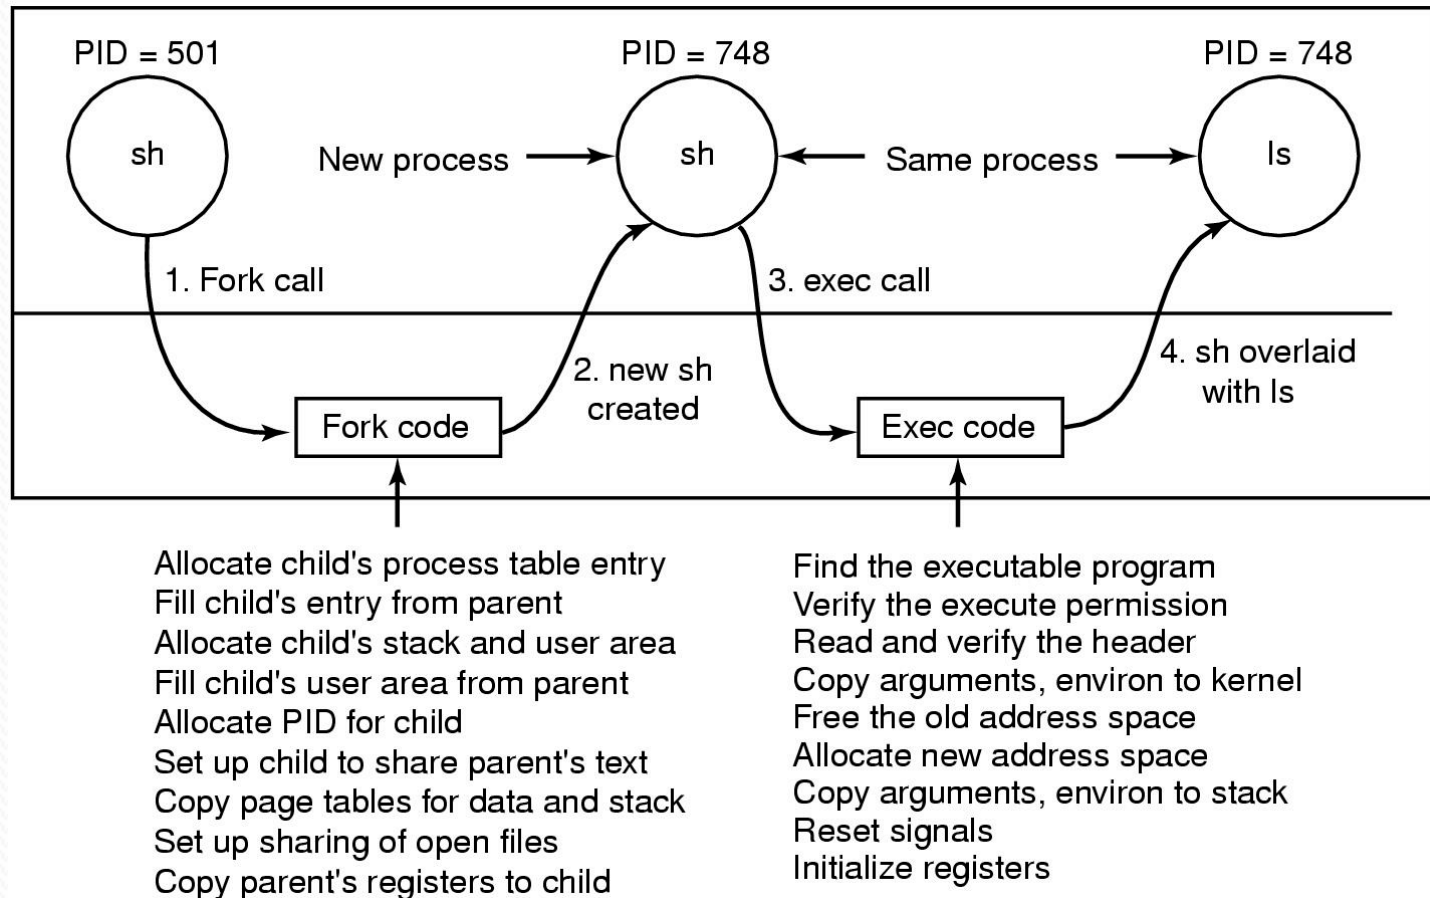 PID = 501
PID = 748
PID = 748
sh
New process
sh
Same process
ls
1. Fork call
3. exec call
2. new sh
created
4. sh overlaid
with ls
Fork code
Exec code
Allocate child's process table entry
Fill child's entry from parent
Allocate child's stack and user area
Fill child's user area from parent
Allocate PID for child
Set up child to share parent's text
Copy page tables for data and stack
Set up sharing of open files
Copy parent's registers to child
Find the executable program
Verify the execute permission
Read and verify the header
Copy arguments, environ to kernel
Free the old address space
Allocate new address space
Copy arguments, environ to stack
Reset signals
Initialize registers